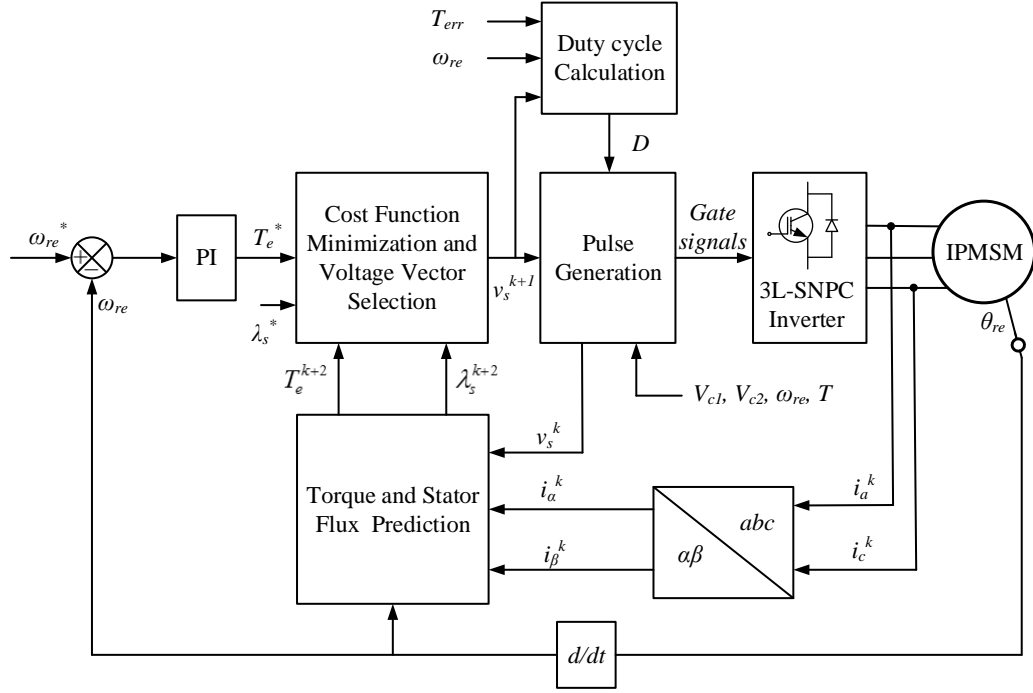 T_err
ω_re
Duty cycle
Calculation
D
ω_re^*
+
−
ω_re
PI
T_e^*
λ_s^*
Cost Function
Minimization and
Voltage Vector
Selection
v_s^{k+1}
Pulse
Generation
Gate
signals
3L-SNPC
Inverter
IPMSM
θ_re
T_e^{k+2}
λ_s^{k+2}
V_c1, V_c2, ω_re, T
Torque and Stator
Flux Prediction
v_s^k
i_α^k
i_β^k
abc
αβ
i_a^k
i_c^k
d/dt